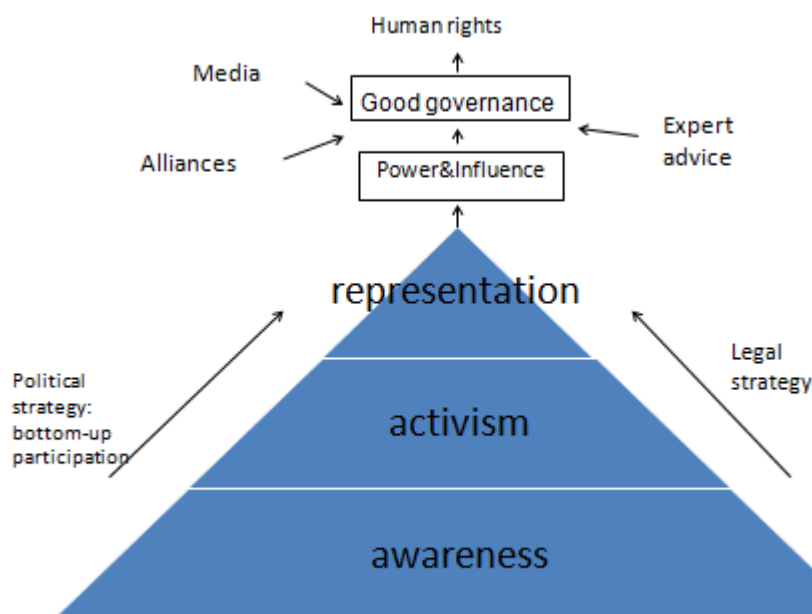 Human rights
Media
Good governance
Expert
advice
Alliances
Power&Influence
representation
Political
strategy:
bottom-up
participation
Legal
strategy
activism
awareness